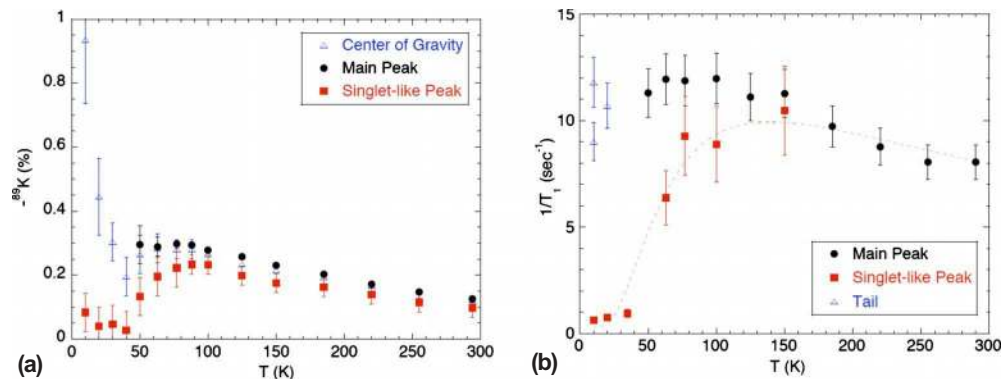 1
0.8
0.6
0.4
0.2
0
-⁸⁹K (%)
Center of Gravity
Main Peak
Singlet-like Peak
0 50 100 150 200 250 300
T (K)
(a)
15
10
5
0
1/T₁ (sec⁻¹)
Main Peak
Singlet-like Peak
Tail
0 50 100 150 200 250 300
T (K)
(b)